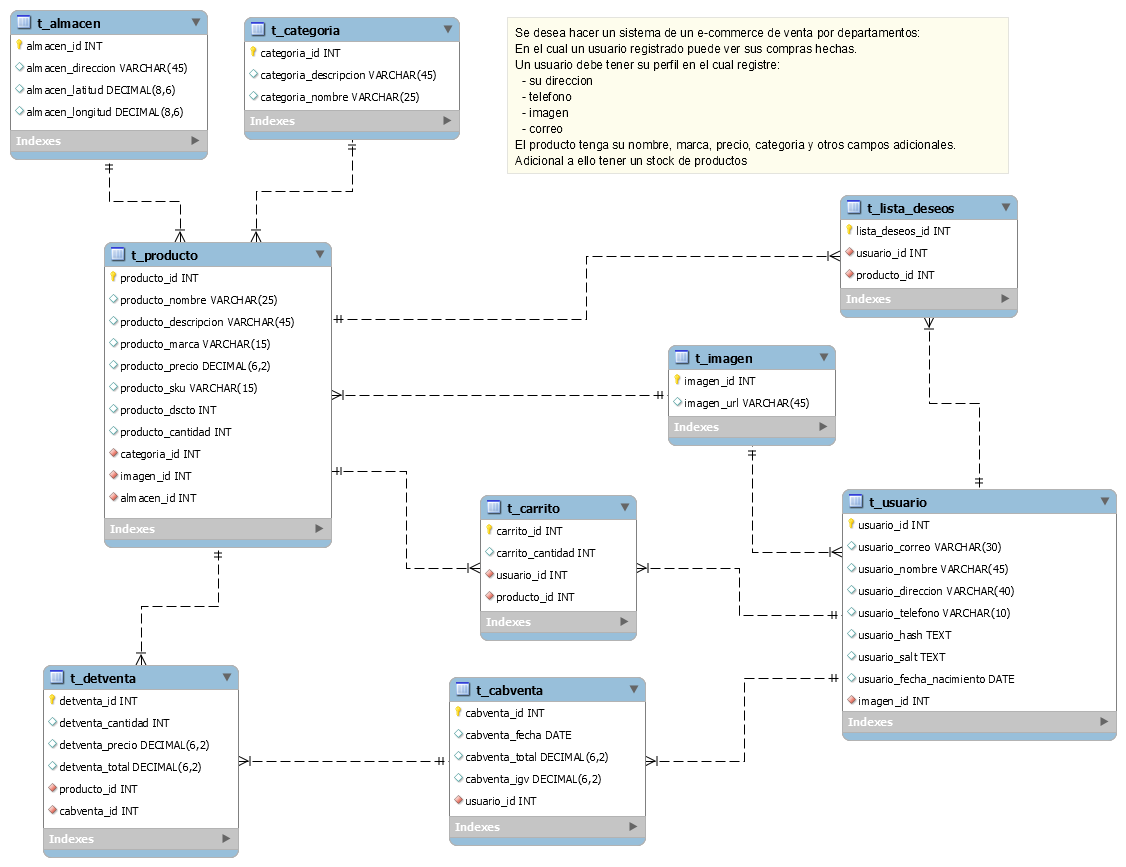 t_almacen
almacen_id INT
almacen_direccion VARCHAR(45)
almacen_latitud DECIMAL(8,6)
almacen_longitud DECIMAL(8,6)
Indexes
t_categoria
categoria_id INT
categoria_descripcion VARCHAR(45)
categoria_nombre VARCHAR(25)
Indexes
Se desea hacer un sistema de un e-commerce de venta por departamentos:
En el cual un usuario registrado puede ver sus compras hechas.
Un usuario debe tener su perfil en el cual registre:
- su direccion
- telefono
- imagen
- correo
El producto tenga su nombre, marca, precio, categoria y otros campos adicionales.
Adicional a ello tener un stock de productos
t_producto
producto_id INT
producto_nombre VARCHAR(25)
producto_descripcion VARCHAR(45)
producto_marca VARCHAR(15)
producto_precio DECIMAL(6,2)
producto_sku VARCHAR(15)
producto_dscto INT
producto_cantidad INT
categoria_id INT
imagen_id INT
almacen_id INT
Indexes
t_lista_deseos
lista_deseos_id INT
usuario_id INT
producto_id INT
Indexes
t_imagen
imagen_id INT
imagen_url VARCHAR(45)
Indexes
t_carrito
carrito_id INT
carrito_cantidad INT
usuario_id INT
producto_id INT
Indexes
t_usuario
usuario_id INT
usuario_correo VARCHAR(30)
usuario_nombre VARCHAR(45)
usuario_direccion VARCHAR(40)
usuario_telefono VARCHAR(10)
usuario_hash TEXT
usuario_salt TEXT
usuario_fecha_nacimiento DATE
imagen_id INT
Indexes
t_detventa
detventa_id INT
detventa_cantidad INT
detventa_precio DECIMAL(6,2)
detventa_total DECIMAL(6,2)
producto_id INT
cabventa_id INT
Indexes
t_cabventa
cabventa_id INT
cabventa_fecha DATE
cabventa_total DECIMAL(6,2)
cabventa_igv DECIMAL(6,2)
usuario_id INT
Indexes